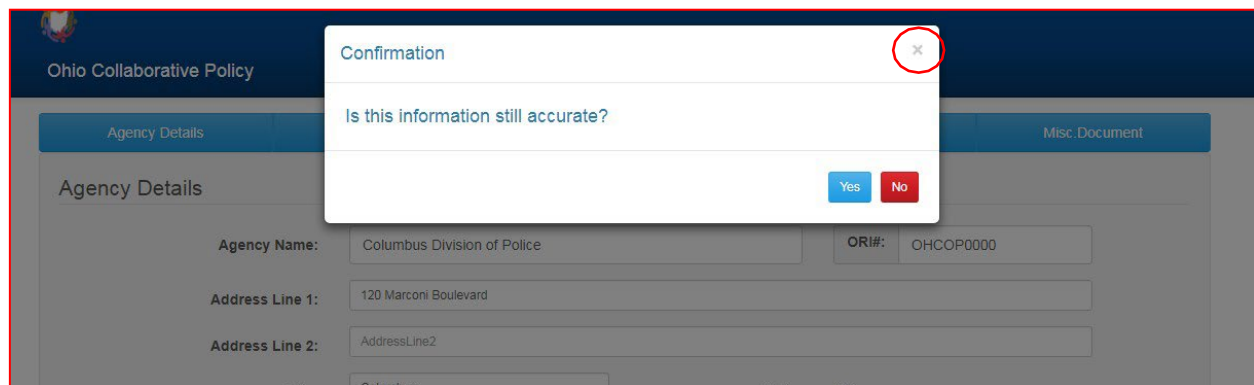 Confirmation
×
Ohio Collaborative Policy
Is this information still accurate?
Agency Details
Misc.Document
Yes No
Agency Details
Agency Name: Columbus Division of Police ORI#: OHCOP0000
Address Line 1: 120 Marconi Boulevard
Address Line 2: AddressLine2